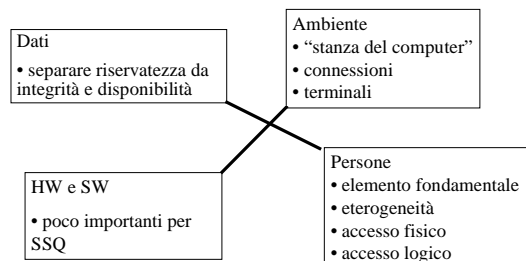 Dati
• separare riservatezza da
integrità e disponibilità
Ambiente
• “stanza del computer”
• connessioni
• terminali
HW e SW
• poco importanti per
SSQ
Persone
• elemento fondamentale
• eterogeneità
• accesso fisico
• accesso logico